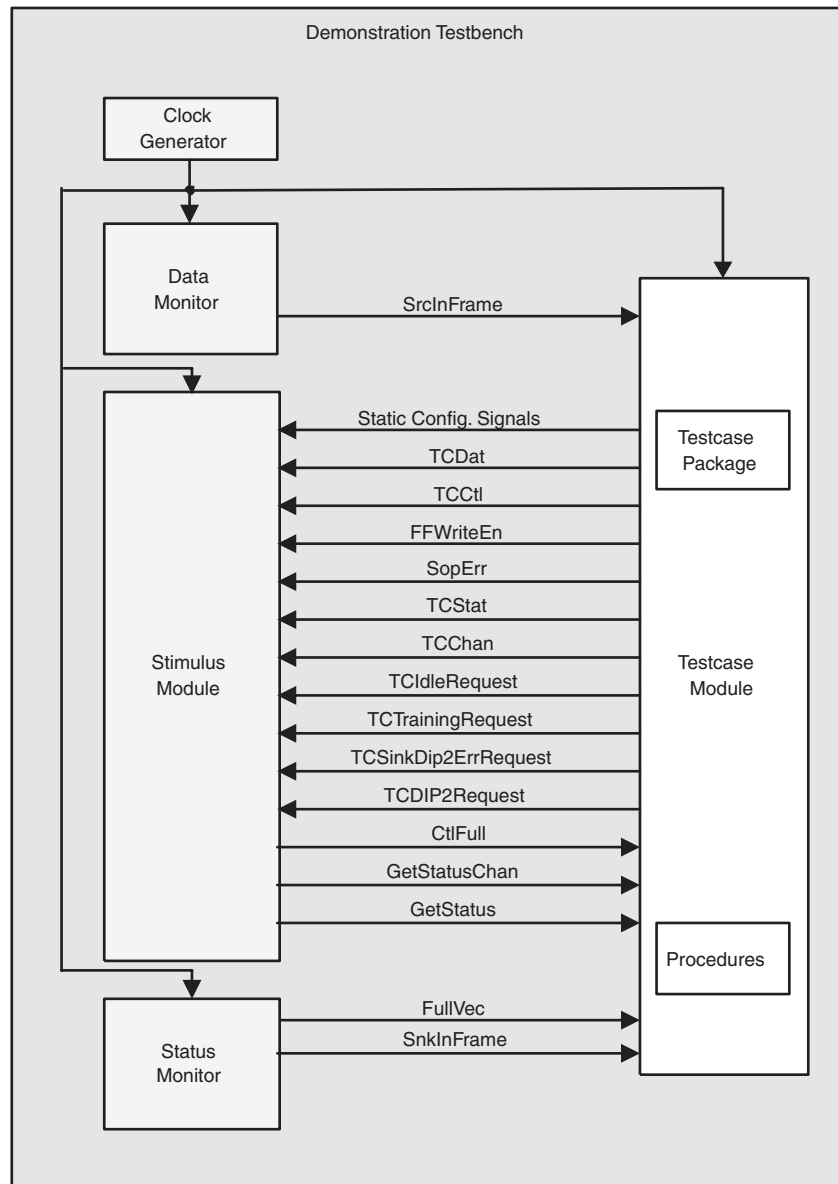 Demonstration Testbench
Clock
Generator
Data
Monitor
SrcInFrame
Static Config. Signals
Testcase
Package
TCDat
TCCtl
FFWriteEn
SopErr
TCStat
TCChan
Stimulus
Module
Testcase
Module
TCIdleRequest
TCTrainingRequest
TCSinkDip2ErrRequest
TCDIP2Request
CtlFull
GetStatusChan
GetStatus
Procedures
FullVec
SnkInFrame
Status
Monitor